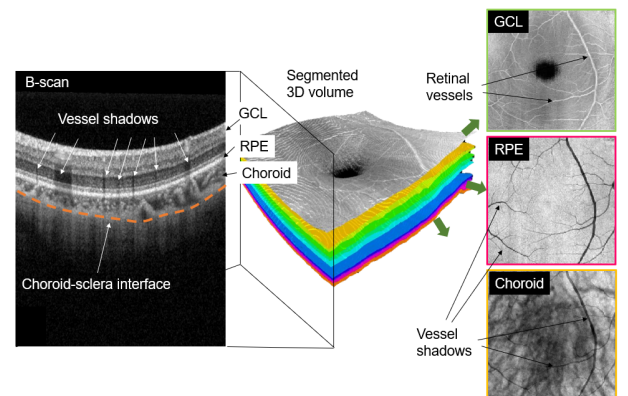 B-scan
Vessel shadows
Choroid-sclera interface
GCL
RPE
Choroid
Segmented
3D volume
GCL
Retinal
vessels
RPE
Choroid
Vessel
shadows